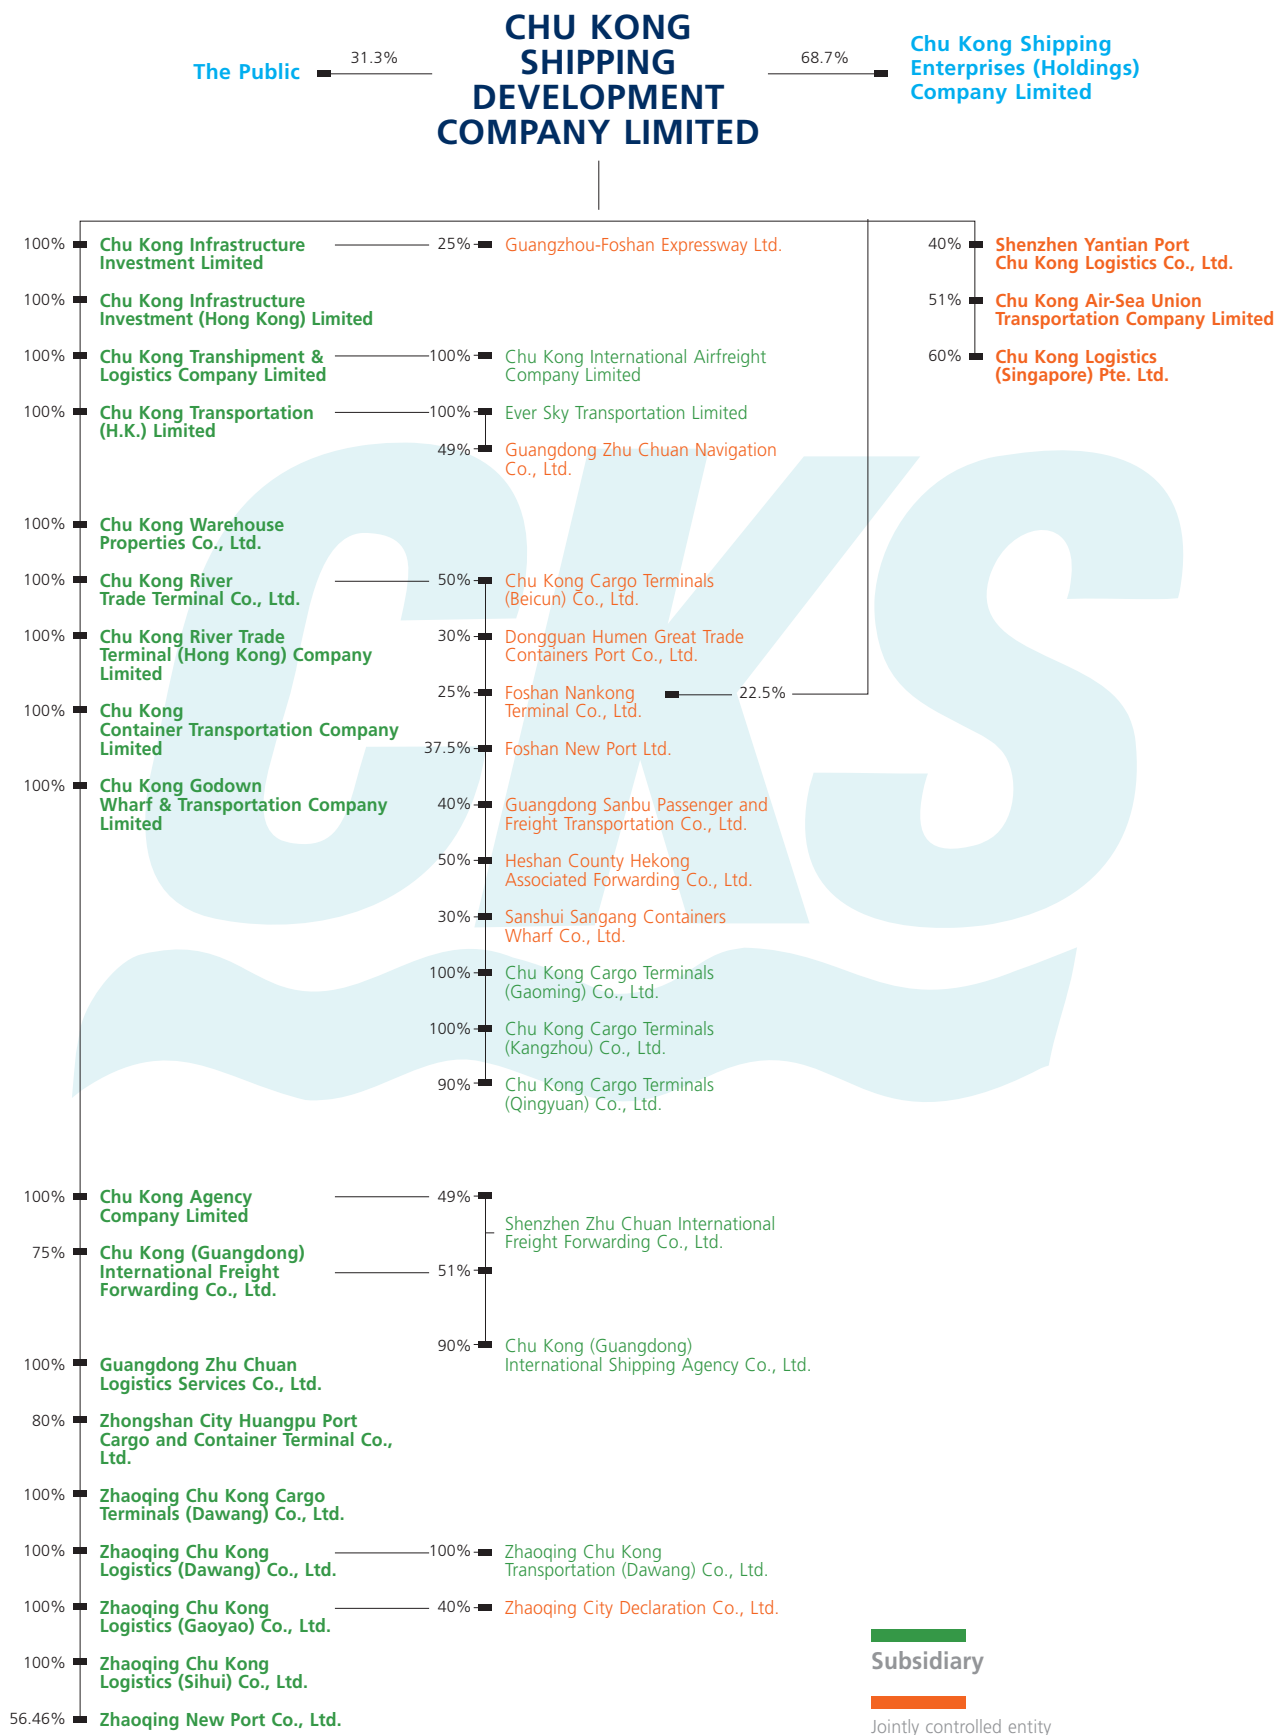 CHU KONG
SHIPPING
DEVELOPMENT
COMPANY LIMITED
The Public
31.3%
68.7%
Chu Kong Shipping
Enterprises (Holdings)
Company Limited
100%
Chu Kong Infrastructure
Investment Limited
25%
Guangzhou-Foshan Expressway Ltd.
100%
Chu Kong Infrastructure
Investment (Hong Kong) Limited
100%
Chu Kong Transhipment &
Logistics Company Limited
100%
Chu Kong International Airfreight
Company Limited
100%
Chu Kong Transportation
(H.K.) Limited
100%
Ever Sky Transportation Limited
49%
Guangdong Zhu Chuan Navigation
Co., Ltd.
40%
Shenzhen Yantian Port
Chu Kong Logistics Co., Ltd.
51%
Chu Kong Air-Sea Union
Transportation Company Limited
60%
Chu Kong Logistics
(Singapore) Pte. Ltd.
100%
Chu Kong Warehouse
Properties Co., Ltd.
100%
Chu Kong River
Trade Terminal Co., Ltd.
100%
Chu Kong River Trade
Terminal (Hong Kong) Company
Limited
100%
Chu Kong
Container Transportation Company
Limited
100%
Chu Kong Godown
Wharf & Transportation Company
Limited
50%
Chu Kong Cargo Terminals
(Beicun) Co., Ltd.
30%
Dongguan Humen Great Trade
Containers Port Co., Ltd.
25%
Foshan Nankong
Terminal Co., Ltd.
22.5%
37.5%
Foshan New Port Ltd.
40%
Guangdong Sanbu Passenger and
Freight Transportation Co., Ltd.
50%
Heshan County Hekong
Associated Forwarding Co., Ltd.
30%
Sanshui Sangang Containers
Wharf Co., Ltd.
100%
Chu Kong Cargo Terminals
(Gaoming) Co., Ltd.
100%
Chu Kong Cargo Terminals
(Kangzhou) Co., Ltd.
90%
Chu Kong Cargo Terminals
(Qingyuan) Co., Ltd.
CKS
100%
Chu Kong Agency
Company Limited
49%
Shenzhen Zhu Chuan International
Freight Forwarding Co., Ltd.
75%
Chu Kong (Guangdong)
International Freight
Forwarding Co., Ltd.
51%
90%
Chu Kong (Guangdong)
International Shipping Agency Co., Ltd.
100%
Guangdong Zhu Chuan
Logistics Services Co., Ltd.
80%
Zhongshan City Huangpu Port
Cargo and Container Terminal Co.,
Ltd.
100%
Zhaoqing Chu Kong Cargo
Terminals (Dawang) Co., Ltd.
100%
Zhaoqing Chu Kong
Logistics (Dawang) Co., Ltd.
100%
Zhaoqing Chu Kong
Transportation (Dawang) Co., Ltd.
100%
Zhaoqing Chu Kong
Logistics (Gaoyao) Co., Ltd.
40%
Zhaoqing City Declaration Co., Ltd.
100%
Zhaoqing Chu Kong
Logistics (Sihui) Co., Ltd.
56.46%
Zhaoqing New Port Co., Ltd.
Subsidiary
Jointly controlled entity